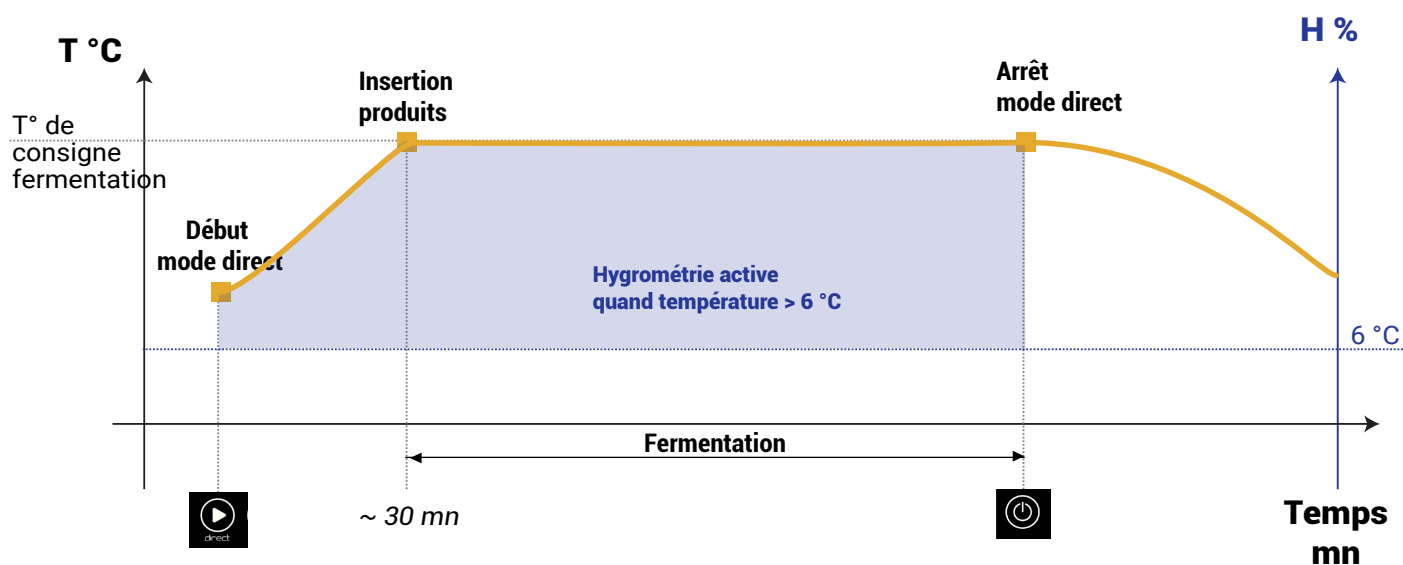 T °C
H %
Insertion
produits
Arrêt
mode direct
T° de
consigne
fermentation
Début
mode direct
Hygrométrie active
quand température > 6 °C
6 °C
Fermentation
direct
~ 30 mn
Temps
mn